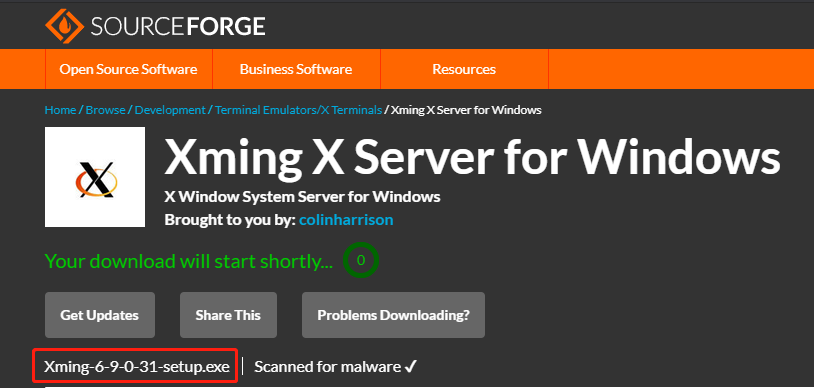 SOURCEFORGE
Open Source Software Business Software Resources
Home / Browse / Development / Terminal Emulators/X Terminals / Xming X Server for Windows
Xming X Server for Windows
X Window System Server for Windows
Brought to you by: colinharrison
Your download will start shortly... 0
Get Updates Share This Problems Downloading?
Xming-6-9-0-31-setup.exe | Scanned for malware ✓